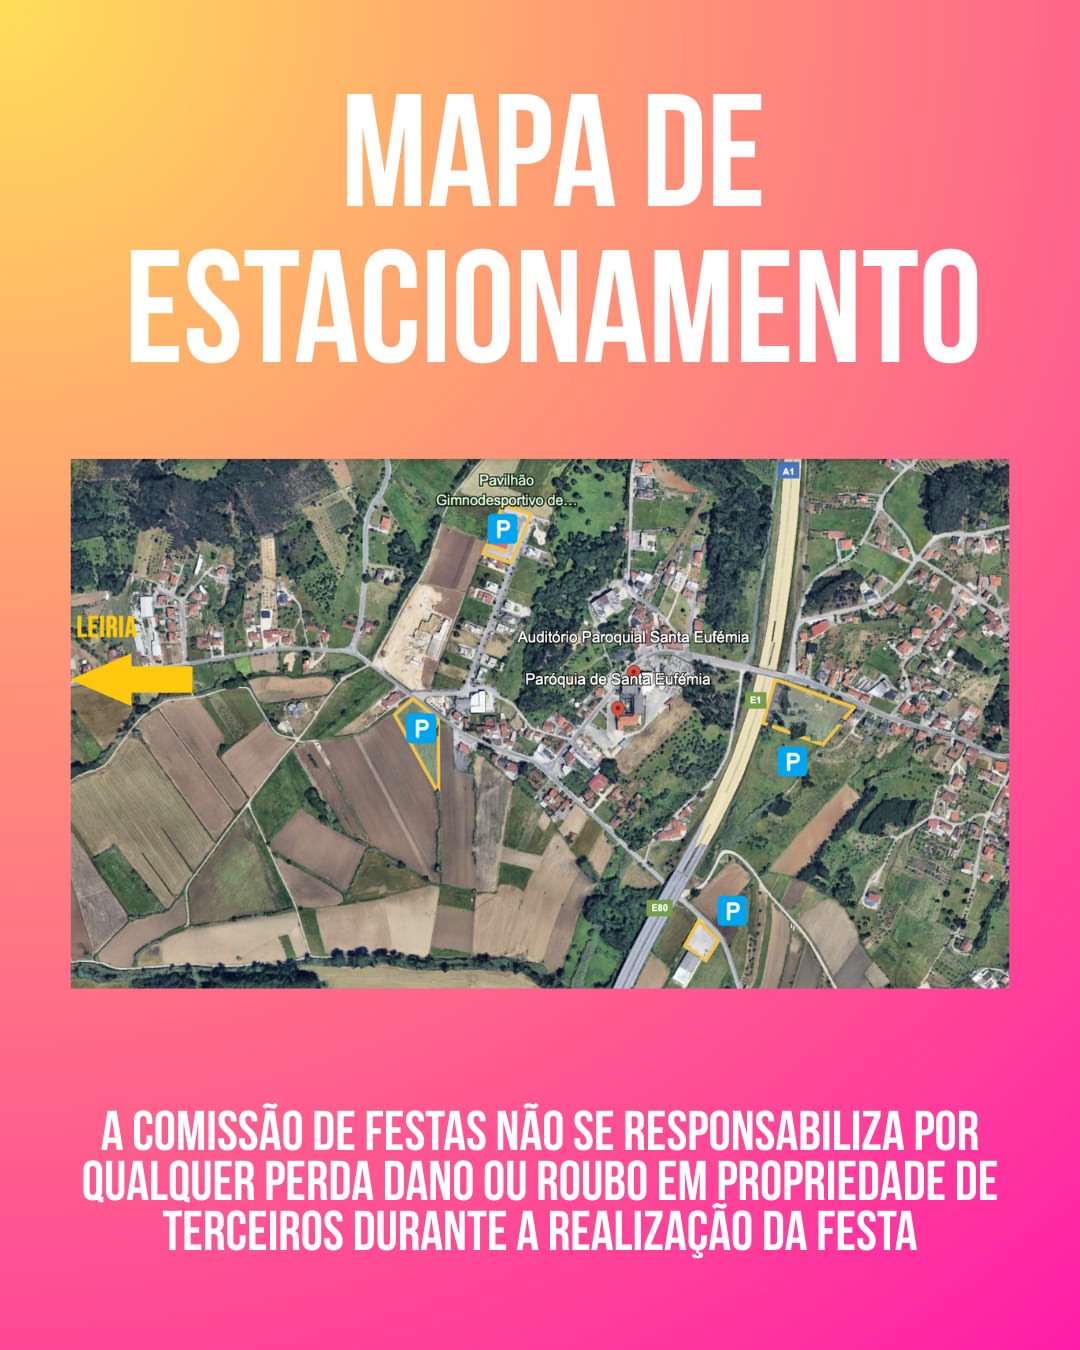 MAPA DE
ESTACIONAMENTO
A1
Pavilhão
Gimnodesportivo de...
P
LEIRIA
Auditório Paroquial Santa Eufémia
Paróquia de Santa Eufémia
E1
P
P
E80
P
A COMISSÃO DE FESTAS NÃO SE RESPONSABILIZA POR
QUALQUER PERDA DANO OU ROUBO EM PROPRIEDADE DE
TERCEIROS DURANTE A REALIZAÇÃO DA FESTA